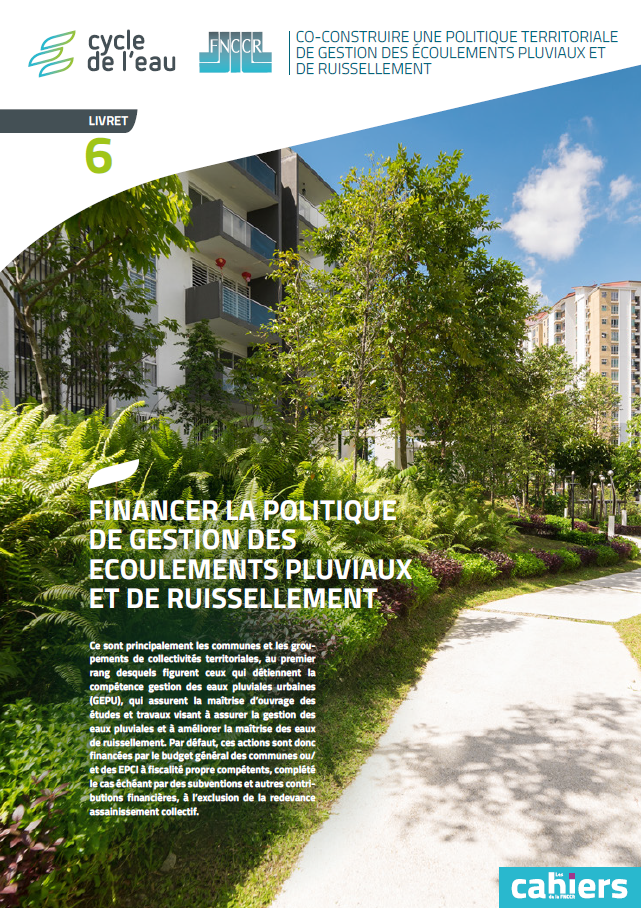 cycle
de l'eau
FNCCR
CO-CONSTRUIRE UNE POLITIQUE TERRITORIALE
DE GESTION DES ÉCOULEMENTS PLUVIAUX ET
DE RUISSELLEMENT
LIVRET
6
FINANCER LA POLITIQUE
DE GESTION DES
ECOULEMENTS PLUVIAUX
ET DE RUISSELLEMENT
Ce sont principalement les communes et les grou-
pements de collectivités territoriales, au premier
rang desquels figurent ceux qui détiennent la
compétence gestion des eaux pluviales urbaines
(GEPU), qui assurent la maîtrise d'ouvrage des
études et travaux visant à assurer la gestion des
eaux pluviales et à améliorer la maîtrise des eaux
de ruissellement. Par défaut, ces actions sont donc
financées par le budget général des communes ou/
et des EPCI à fiscalité propre compétents, complété
le cas échéant par des subventions et autres contri-
butions financières, à l'exclusion de la redevance
assainissement collectif.
Les
cahiers
de la FNCCR